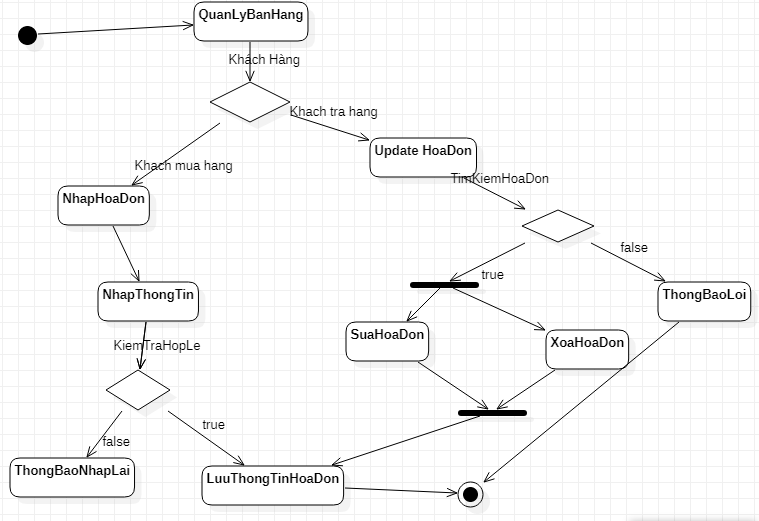 QuanLyBanHang
Khách Hàng
Khach tra hang
Update HoaDon
Khach mua hang
TimKiemHoaDon
NhapHoaDon
false
true
NhapThongTin
ThongBaoLoi
SuaHoaDon
XoaHoaDon
KiemTraHopLe
true
false
ThongBaoNhapLai
LuuThongTinHoaDon